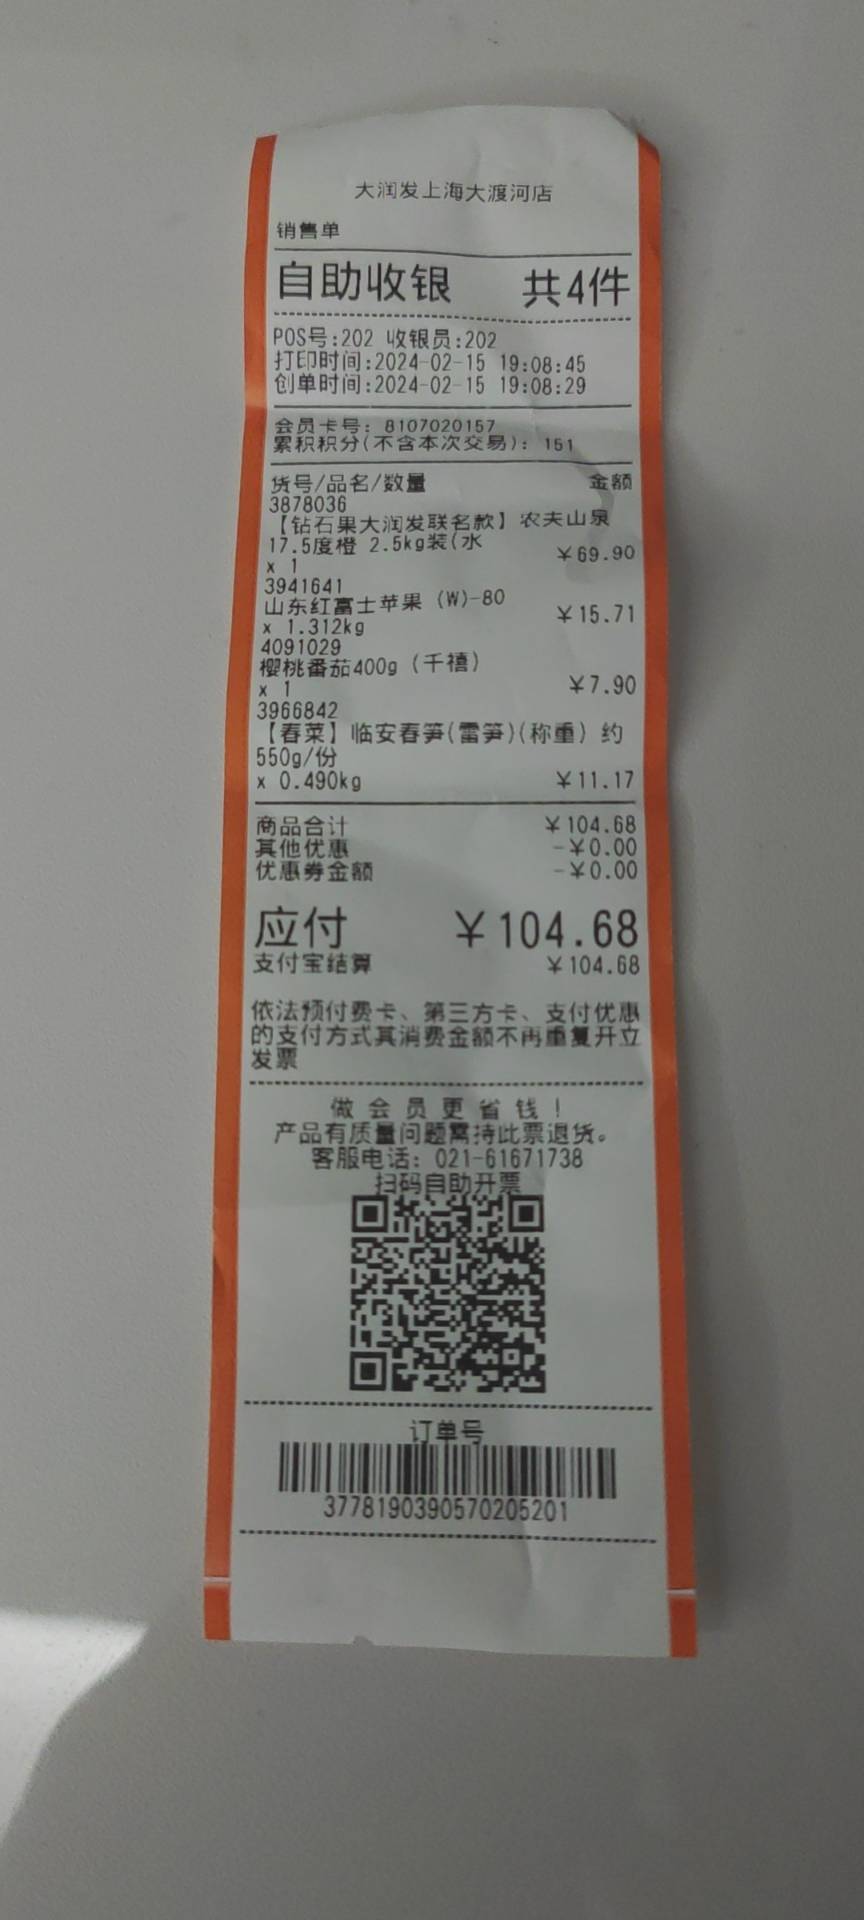 大润发上海大渡河店
销售单
自助收银 共4件
POS号:202 收银员:202
打印时间:2024-02-15 19:08:45
创单时间:2024-02-15 19:08:29
会员卡号: 8107020157
累积积分(不含本次交易): 151
货号/品名/数量 金额
3878036
【钻石果大润发联名款】农夫山泉
17.5度橙 2.5kg装(水
x 1 ¥69.90
3941641
山东红富士苹果 (W)-80
x 1.312kg ¥15.71
4091029
樱桃番茄400g (千禧)
x 1 ¥7.90
3966842
【春菜】临安春笋(雷笋)(称重) 约
550g/份
x 0.490kg ¥11.17
商品合计 ¥104.68
其他优惠 -¥0.00
优惠券金额 -¥0.00
应付 ¥104.68
支付宝结算 ¥104.68
依法预付费卡、第三方卡、支付优惠
的支付方式其消费金额不再重复开立
发票
做会员更省钱!
产品有质量问题需持此票退货。
客服电话: 021-61671738
扫码自助开票
订单号
3778190390570205201